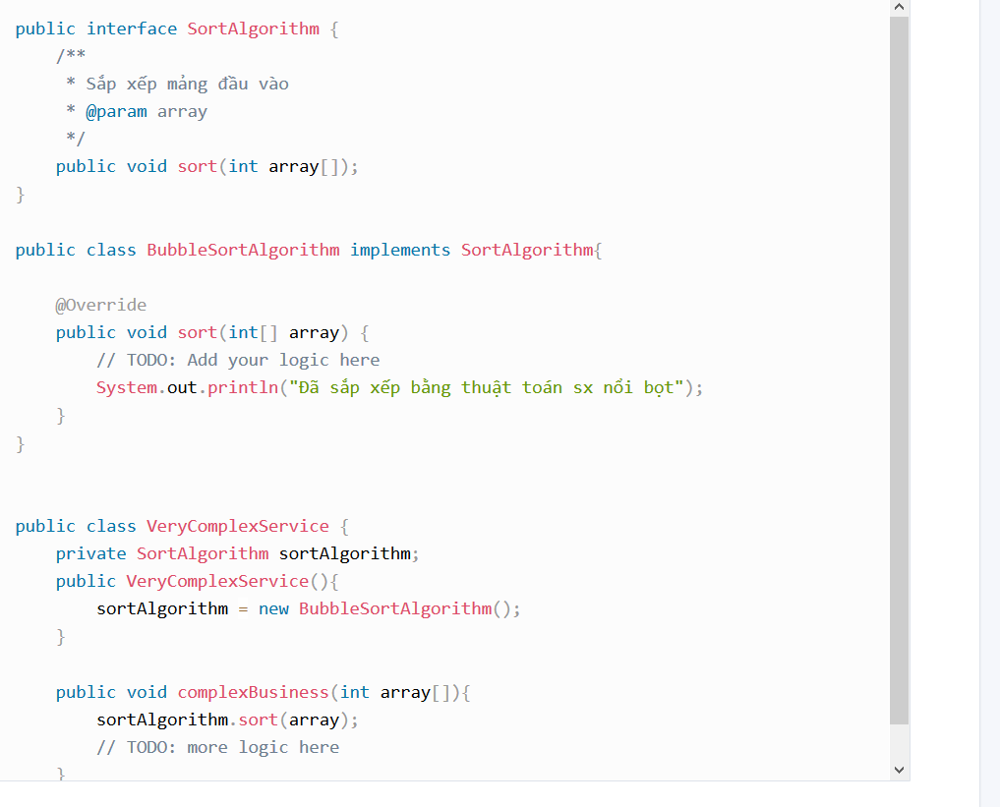 public interface SortAlgorithm {
    /**
     * Sắp xếp mảng đầu vào
     * @param array
     */
    public void sort(int array[]);
}
public class BubbleSortAlgorithm implements SortAlgorithm{
    @Override
    public void sort(int[] array) {
        // TODO: Add your logic here
        System.out.println("Đã sắp xếp bằng thuật toán sx nổi bọt");
    }
}
public class VeryComplexService {
    private SortAlgorithm sortAlgorithm;
    public VeryComplexService(){
        sortAlgorithm = new BubbleSortAlgorithm();
    }
    public void complexBusiness(int array[]){
        sortAlgorithm.sort(array);
        // TODO: more logic here
    }